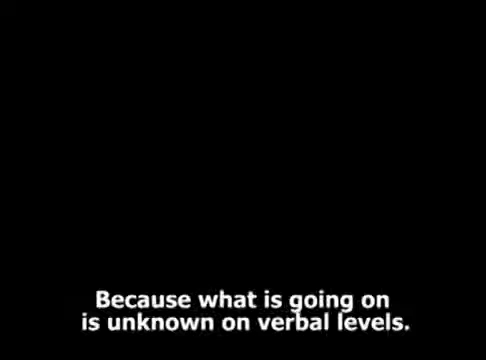 Because what is going on
is unknown on verbal levels.